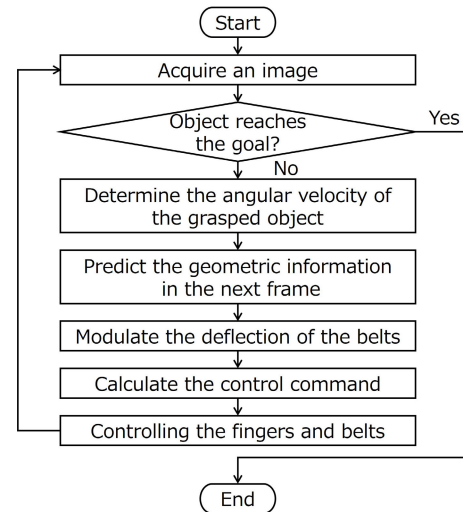 Start
Acquire an image
Object reaches
the goal?
Yes
No
Determine the angular velocity of
the grasped object
Predict the geometric information
in the next frame
Modulate the deflection of the belts
Calculate the control command
Controlling the fingers and belts
End